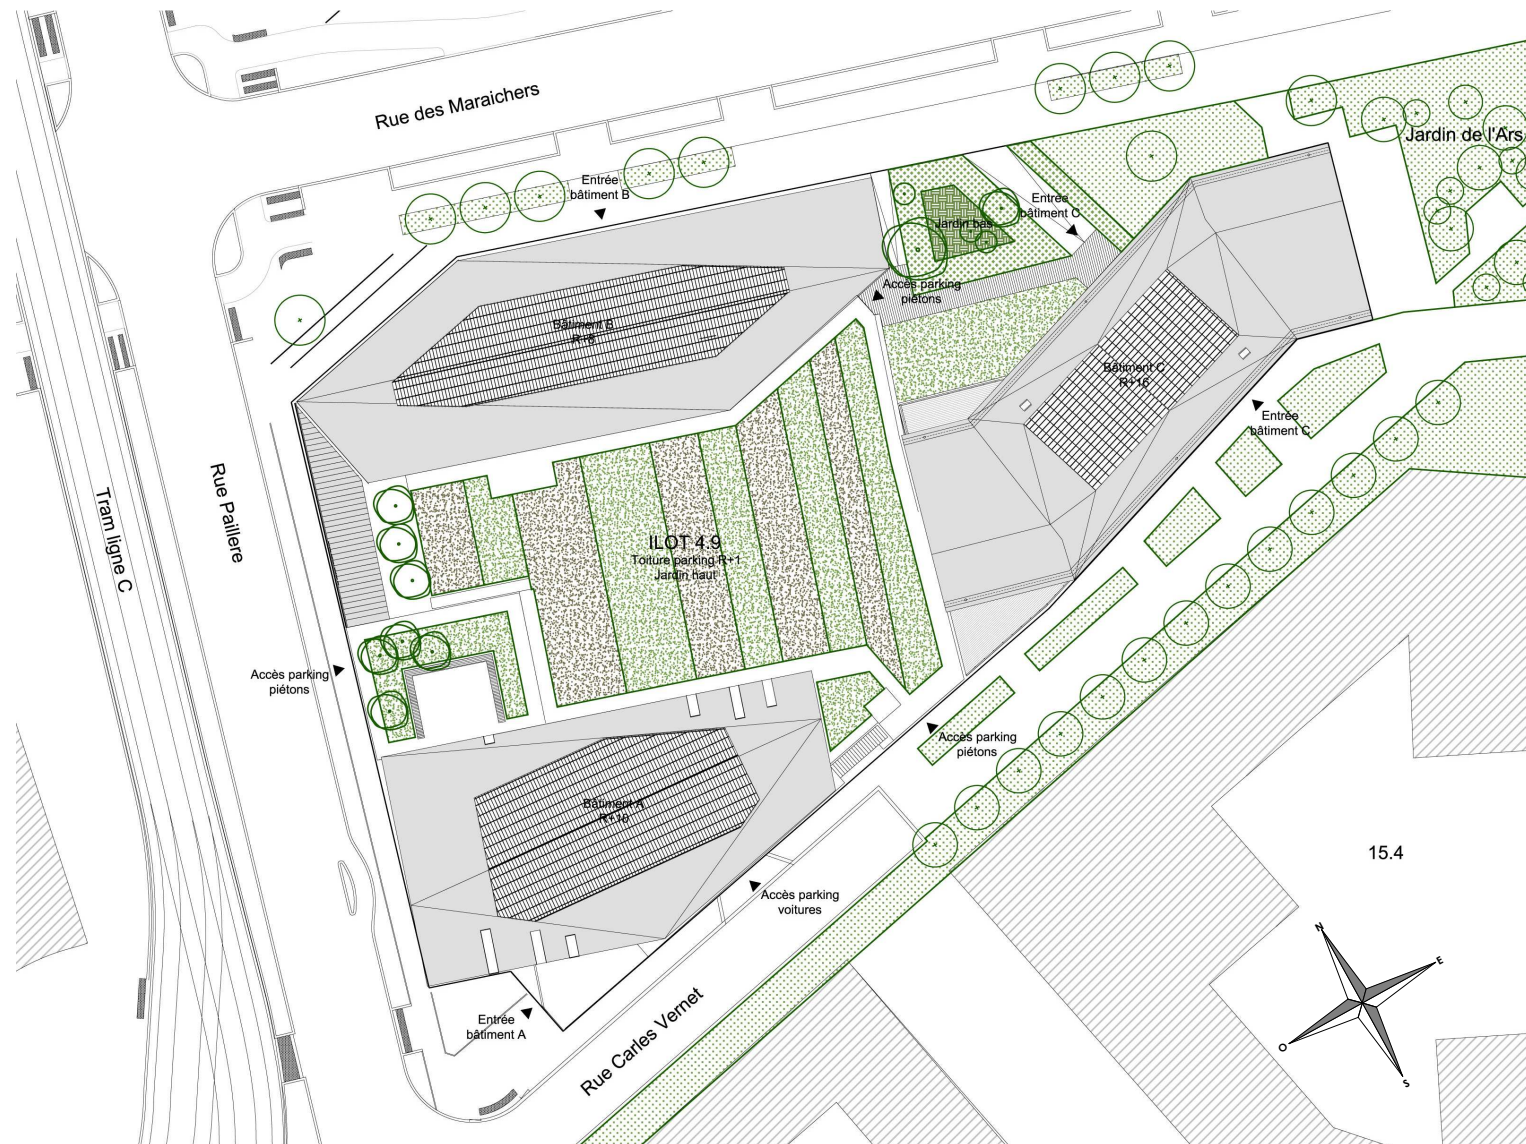 Rue des Maraichers
Jardin de l'Ars
Entrée
bâtiment B
Entrée
bâtiment C
Jardin bas
Accès parking
piétons
Bâtiment B
Bâtiment C
R+16
Entrée
bâtiment C
Tram ligne C
Rue Paillere
ILOT 4.9
Toiture parking R+1
Jardin haut
Accès parking
piétons
Accès parking
piétons
Bâtiment A
R+10
15.4
Accès parking
voitures
Entrée
bâtiment A
Rue Carles Vernet
N
E
O
S